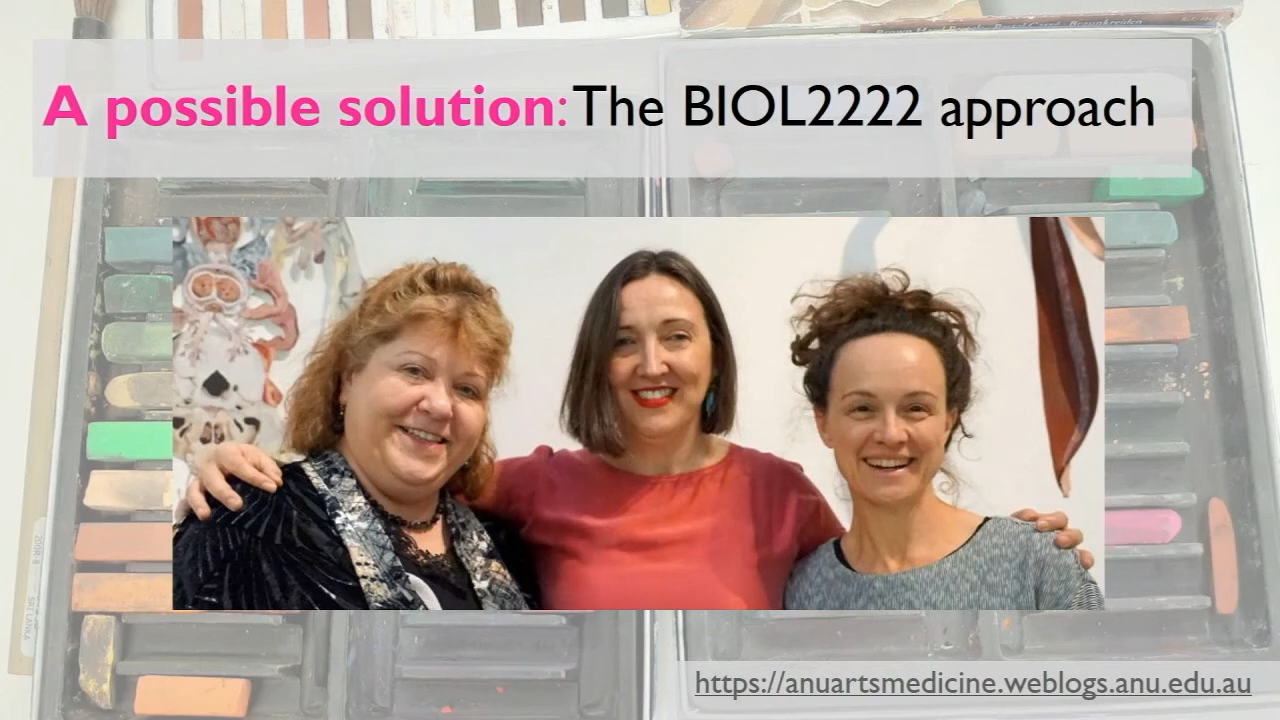 A possible solution: The BIOL2222 approach
https://anuartsmedicine.weblogs.anu.edu.au